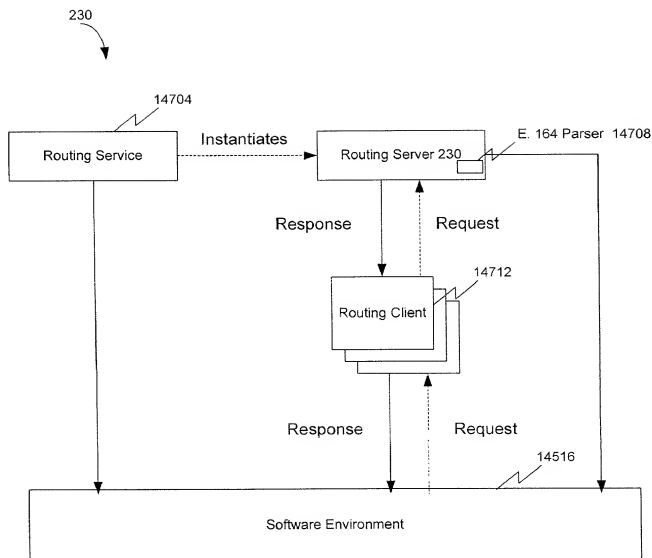 230
14704
Routing Service
Instantiates
Routing Server 230
E. 164 Parser 14708
Response
Request
14712
Routing Client
Response
Request
14516
Software Environment